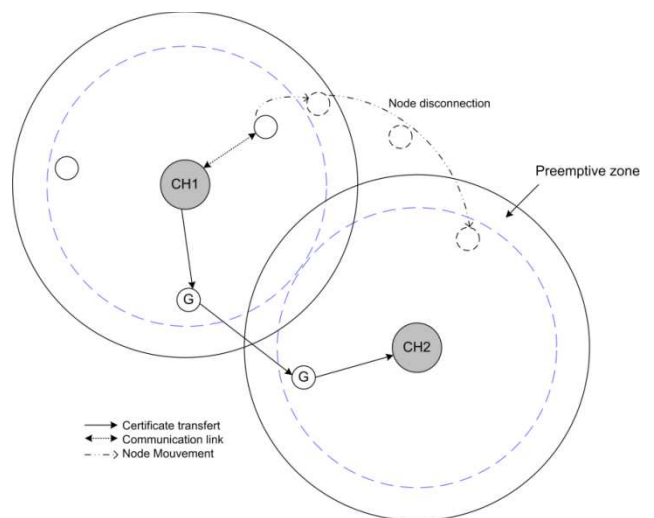 Node disconnection
Preemptive zone
CH1
G
G
CH2
Certificate transfert
Communication link
Node Mouvement